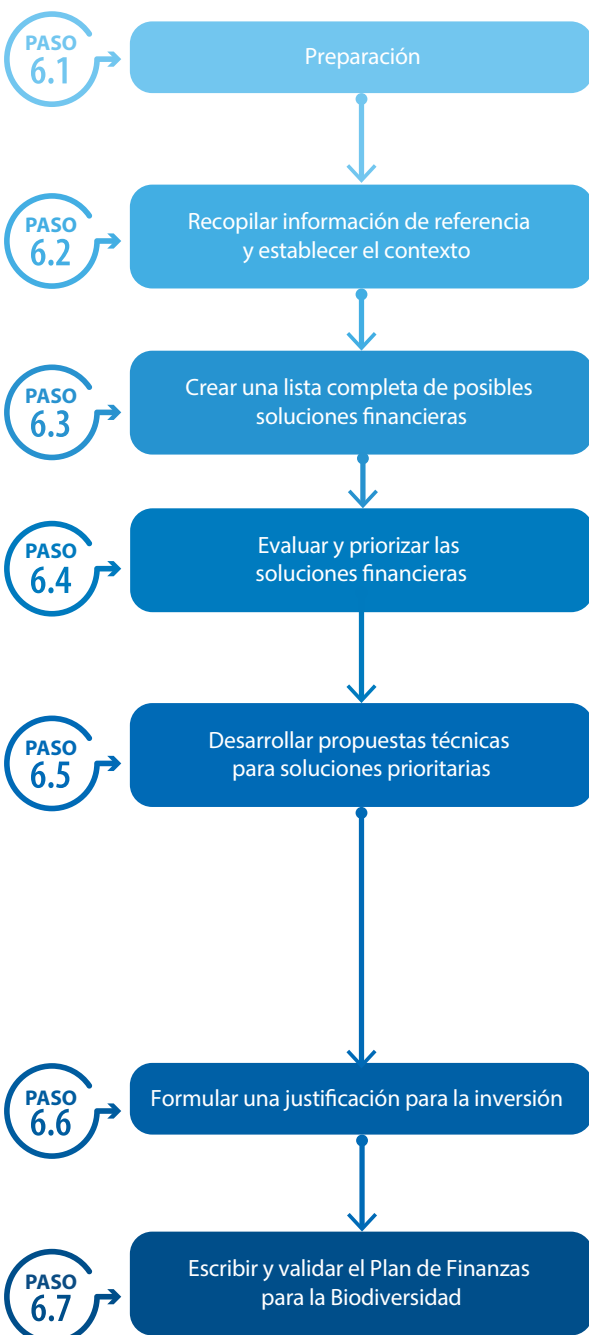 PASO
6.1
Preparación
PASO
6.2
Recopilar información de referencia
y establecer el contexto
PASO
6.3
Crear una lista completa de posibles
soluciones financieras
PASO
6.4
Evaluar y priorizar las
soluciones financieras
PASO
6.5
Desarrollar propuestas técnicas
para soluciones prioritarias
PASO
6.6
Formular una justificación para la inversión
PASO
6.7
Escribir y validar el Plan de Finanzas
para la Biodiversidad